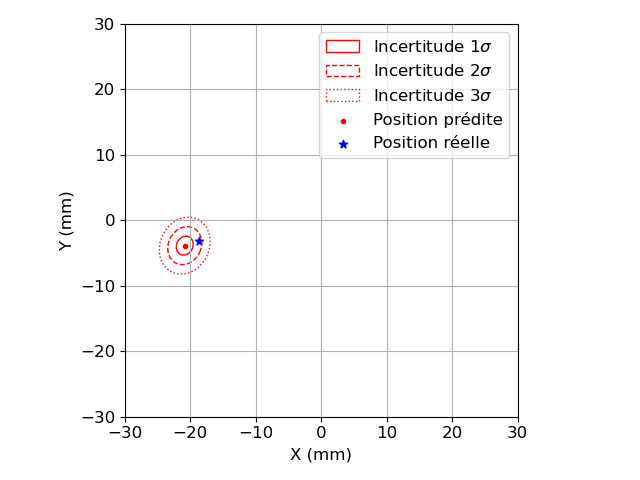 30
20
10
0
−10
−20
−30
Y (mm)
−30 −20 −10 0 10 20 30
X (mm)
Incertitude 1σ
Incertitude 2σ
Incertitude 3σ
Position prédite
Position réelle